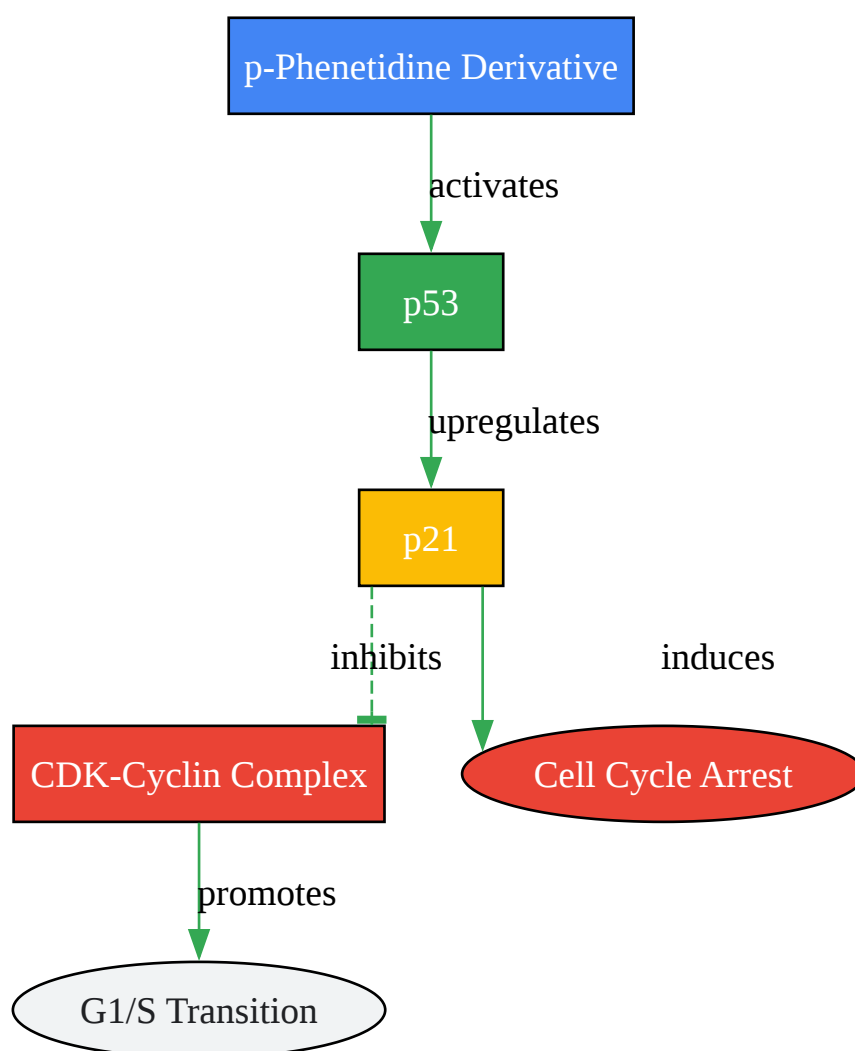 p-Phenetidine Derivative
activates
p53
upregulates
p21
inhibits
induces
CDK-Cyclin Complex
Cell Cycle Arrest
promotes
G1/S Transition